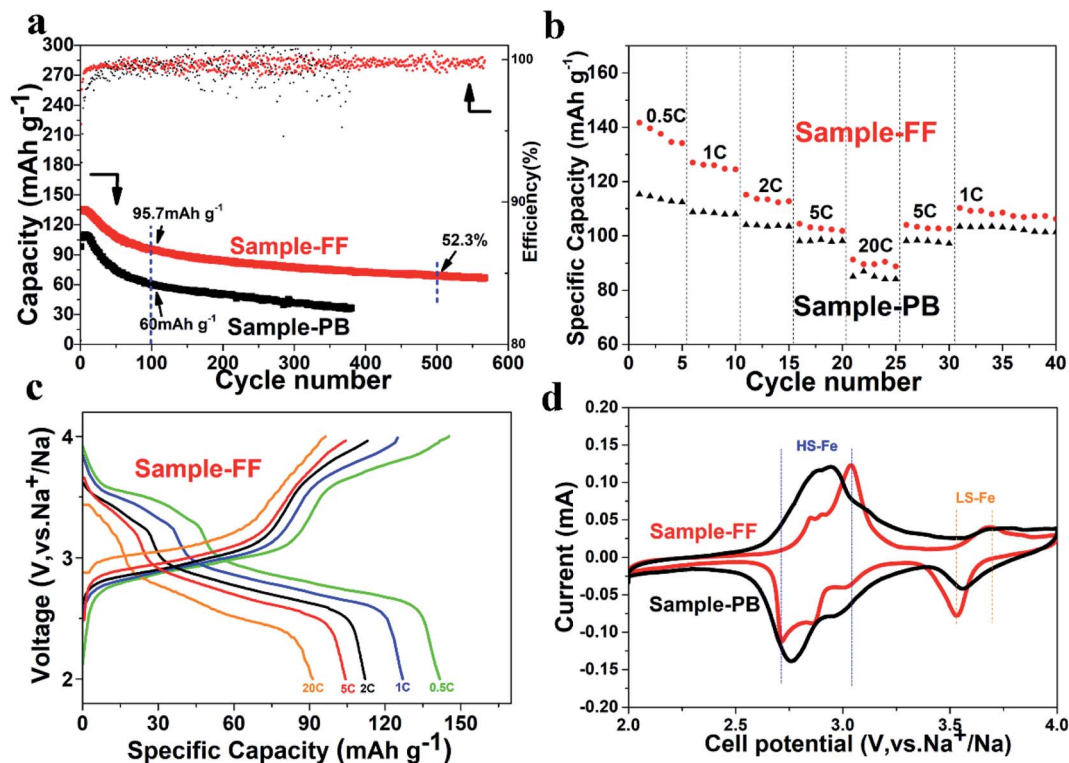 a
300
270
240
210
180
150
120
90
60
30
0
Capacity (mAh g-1)
100
90
80
Efficiency(%)
95.7mAh g-1
Sample-FF
52.3%
60mAh g-1
Sample-PB
0 100 200 300 400 500 600
Cycle number
b
160
140
120
100
80
60
Specific Capacity (mAh g-1)
0.5C
Sample-FF
1C
1C
2C
5C
5C
20C
Sample-PB
0 5 10 15 20 25 30 35 40
Cycle number
c
4
3
2
Voltage (V,vs.Na+/Na)
Sample-FF
20C 5C 2C 1C 0.5C
0 30 60 90 120 150
Specific Capacity (mAh g-1)
d
0.20
0.15
0.10
0.05
0.00
-0.05
-0.10
-0.15
-0.20
Current (mA)
HS-Fe
LS-Fe
Sample-FF
Sample-PB
2.0 2.5 3.0 3.5 4.0
Cell potential (V,vs.Na+/Na)